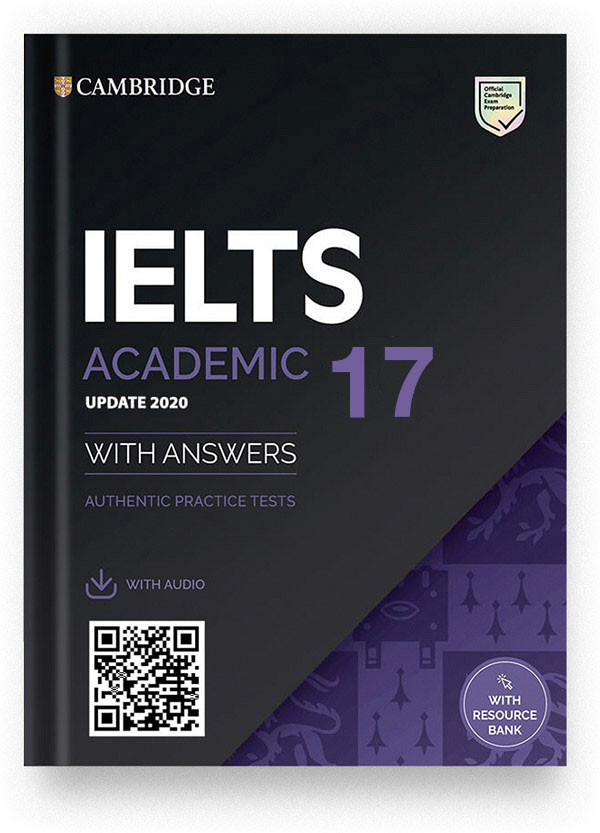 CAMBRIDGE
Official
Cambridge
Exam
Preparation
IELTS
ACADEMIC 17
UPDATE 2020
WITH ANSWERS
AUTHENTIC PRACTICE TESTS
WITH AUDIO
WITH
RESOURCE
BANK